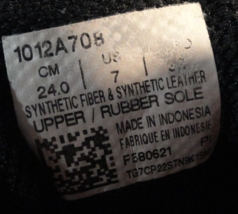 1012A708
CM US
24.0 7
SYNTHETIC FIBER & SYNTHETIC LEATHER
UPPER / RUBBER SOLE
MADE IN INDONESIA
FABRIQUE EN INDONESIE